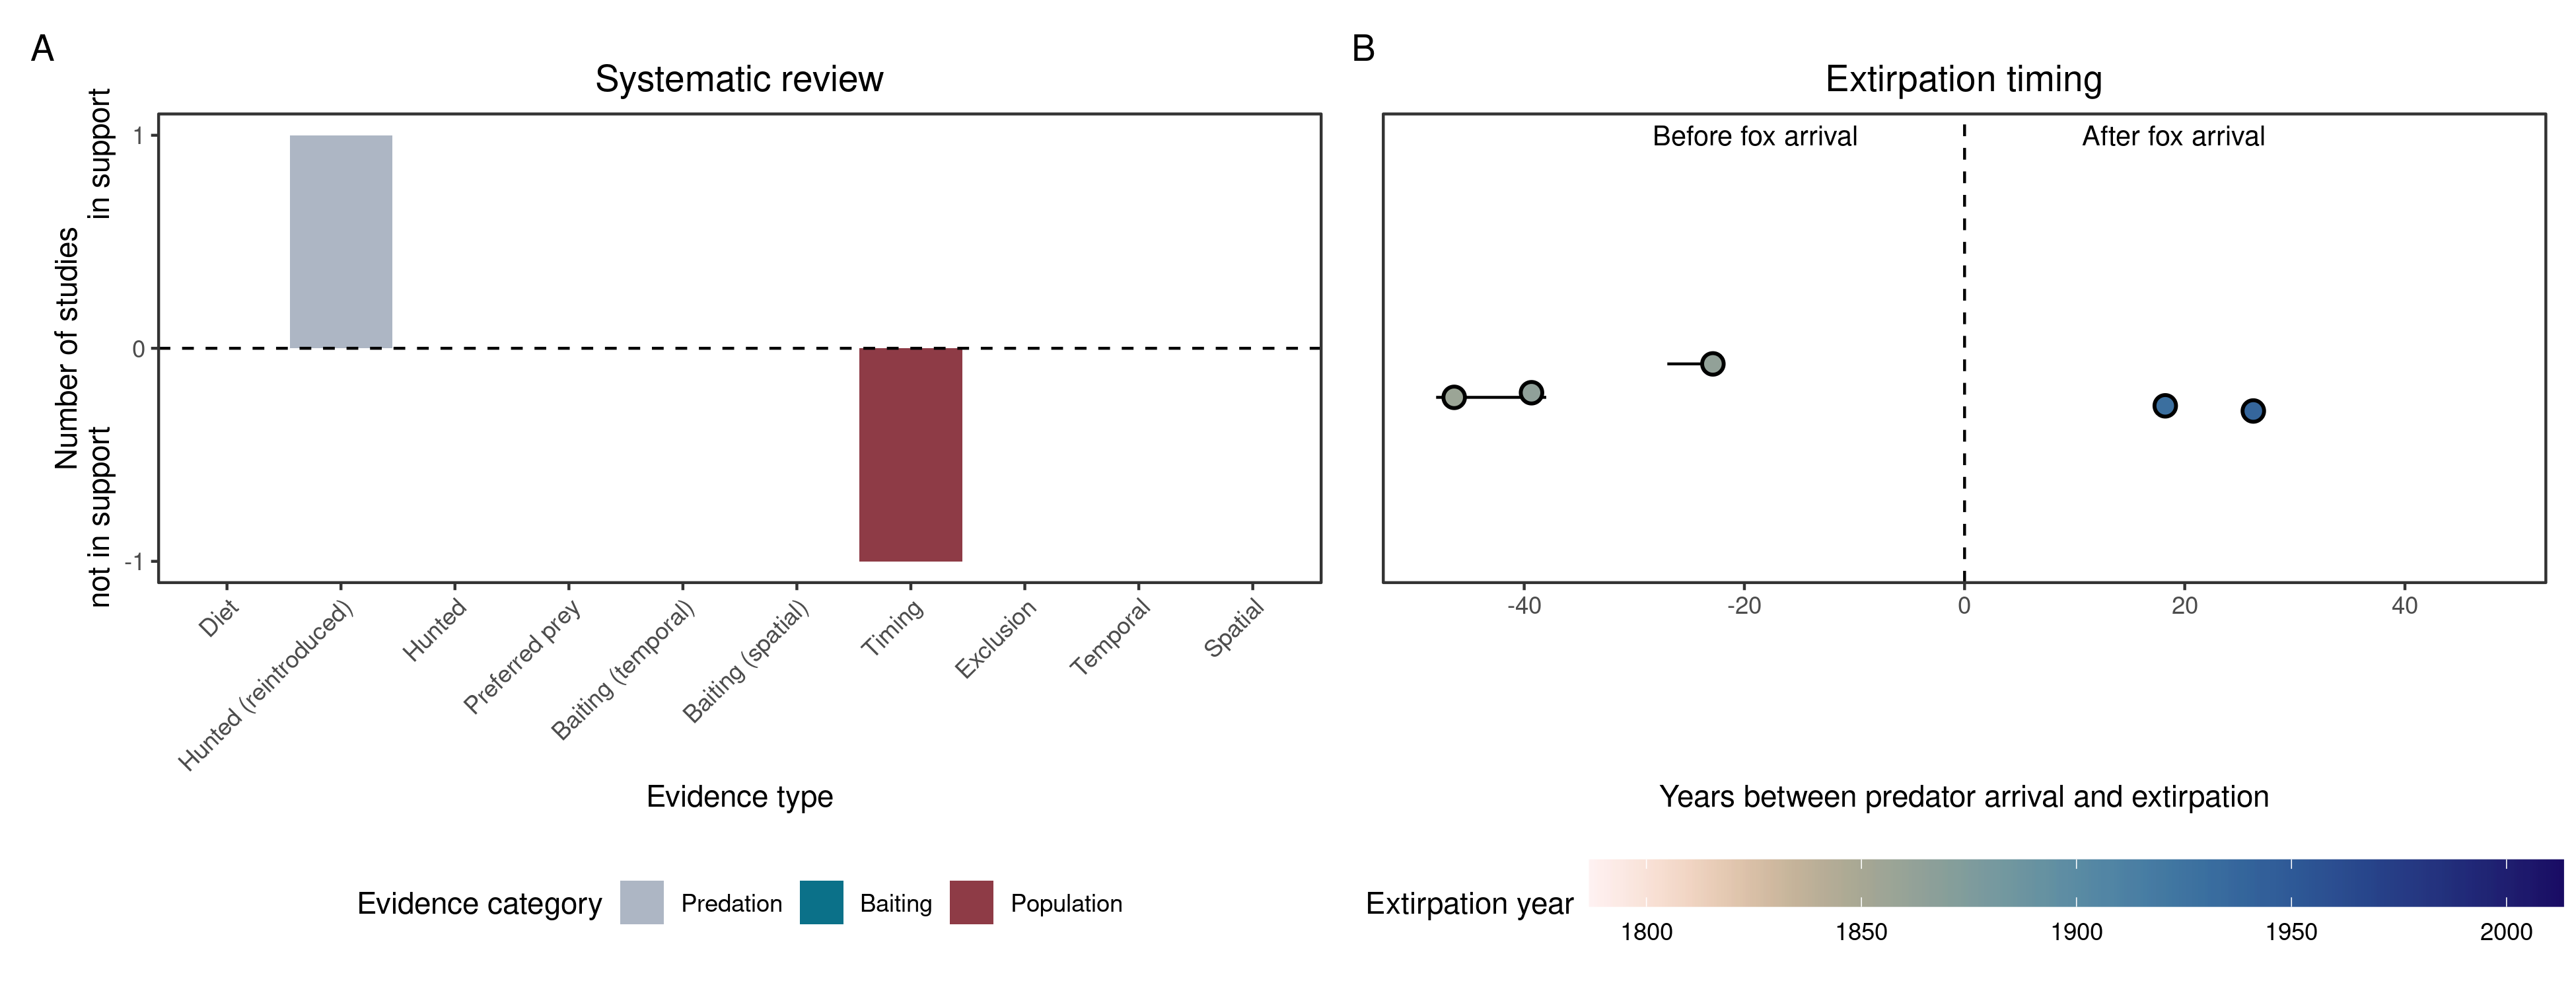 A
Systematic review
Number of studies
not in support
in support
1
0
-1
Diet
Hunted (reintroduced)
Hunted
Preferred prey
Baiting (temporal)
Baiting (spatial)
Timing
Exclusion
Temporal
Spatial
Evidence type
Evidence category
Predation
Baiting
Population
B
Extirpation timing
Before fox arrival
After fox arrival
-40
-20
0
20
40
Years between predator arrival and extirpation
Extirpation year
1800
1850
1900
1950
2000